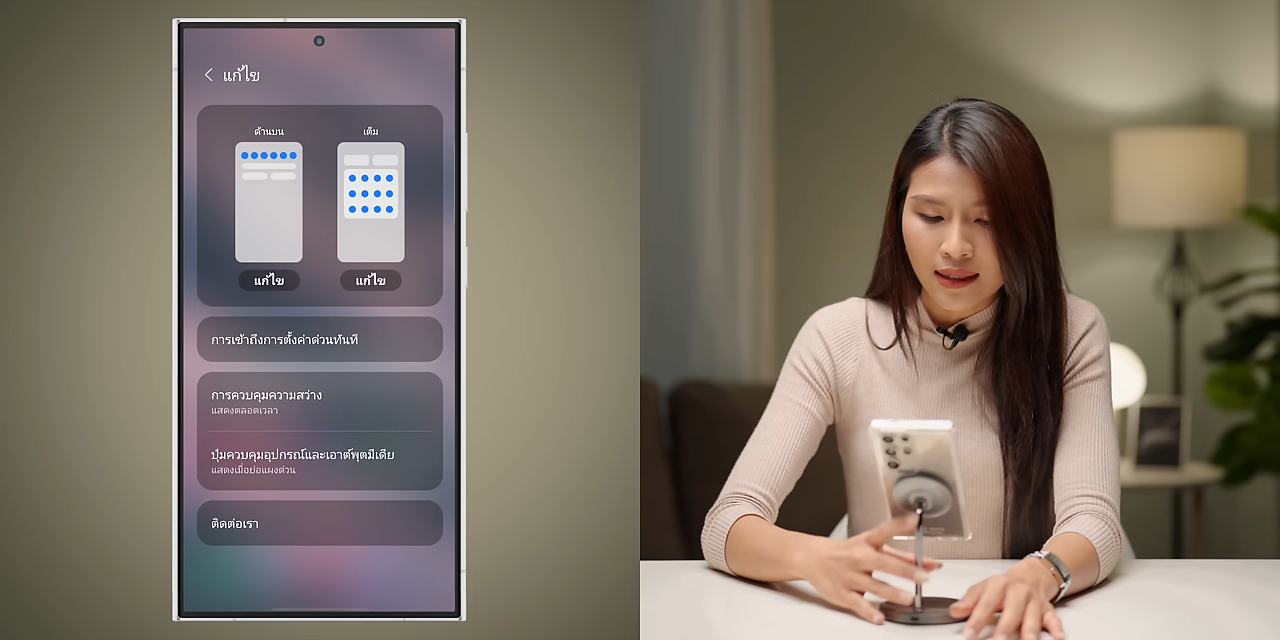 แก้ไข
ด้านบน
เต็ม
แก้ไข
แก้ไข
การเข้าถึงการตั้งค่าด่วนทันที
การควบคุมความสว่าง
แสดงตลอดเวลา
ปุ่มควบคุมอุปกรณ์และเอาต์พุตมีเดีย
แสดงเมื่อย่อแผงด่วน
ติดต่อเรา